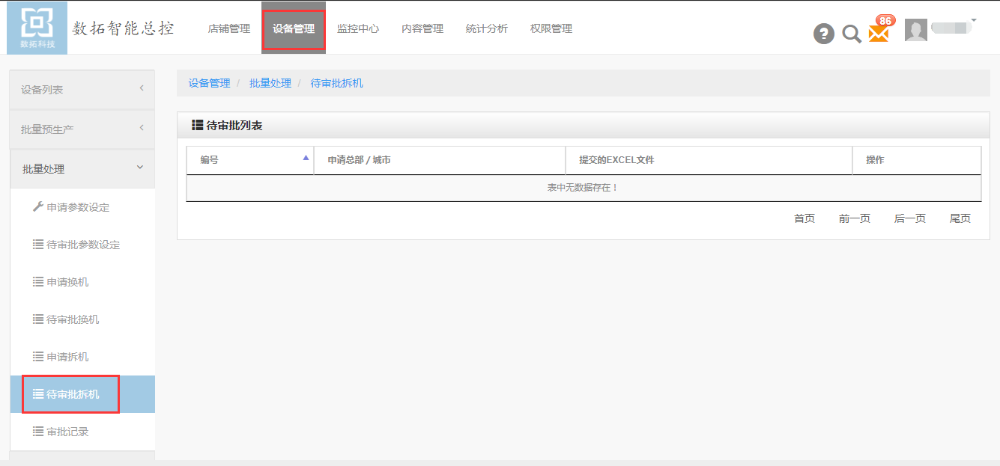 数拓科技
数拓智能总控
店铺管理 设备管理 监控中心 内容管理 统计分析 权限管理
? 86
设备列表
批量预生产
批量处理
申请参数设定
待审批参数设定
申请换机
待审批换机
申请拆机
待审批拆机
审批记录
设备管理 / 批量处理 / 待审批拆机
待审批列表
编号 申请总部 / 城市 提交的EXCEL文件 操作
表中无数据存在！
首页 前一页 后一页 尾页